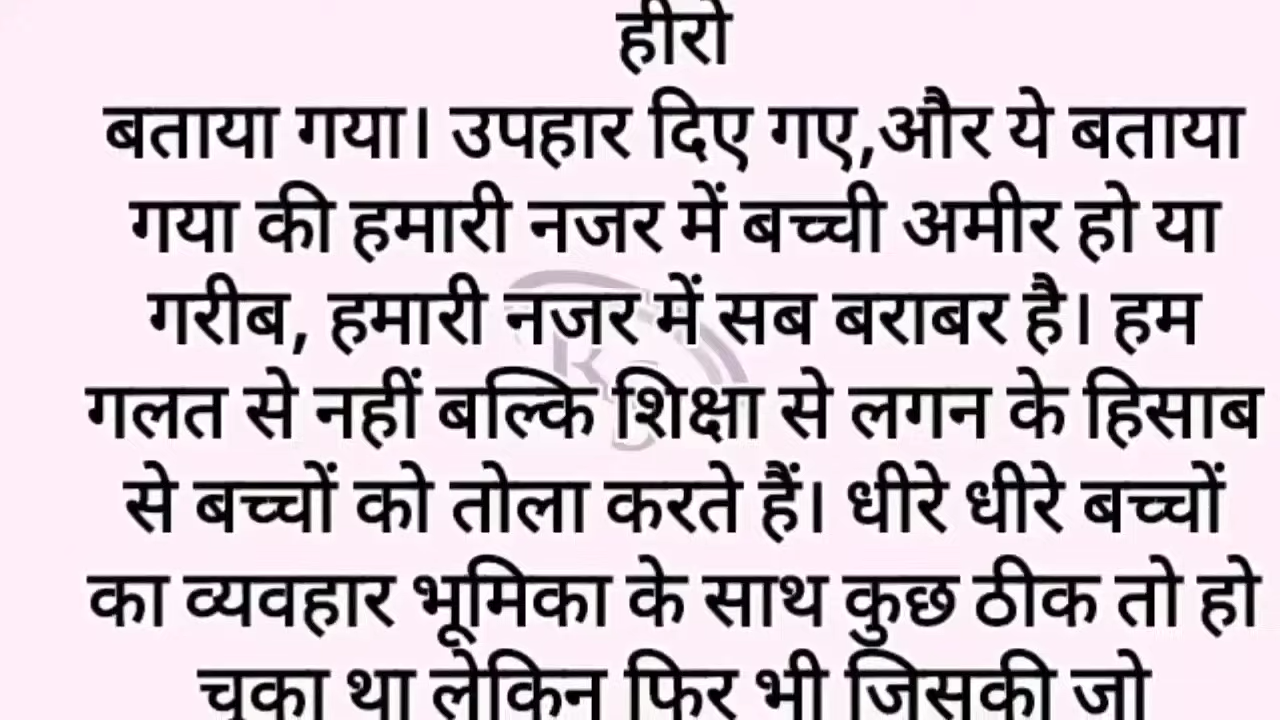 हीरो
बताया गया। उपहार दिए गए,और ये बताया
गया की हमारी नजर में बच्ची अमीर हो या
गरीब, हमारी नजर में सब बराबर है। हम
गलत से नहीं बल्कि शिक्षा से लगन के हिसाब
से बच्चों को तोला करते हैं। धीरे धीरे बच्चों
का व्यवहार भूमिका के साथ कुछ ठीक तो हो
चुका था लेकिन फिर भी जिसकी जो